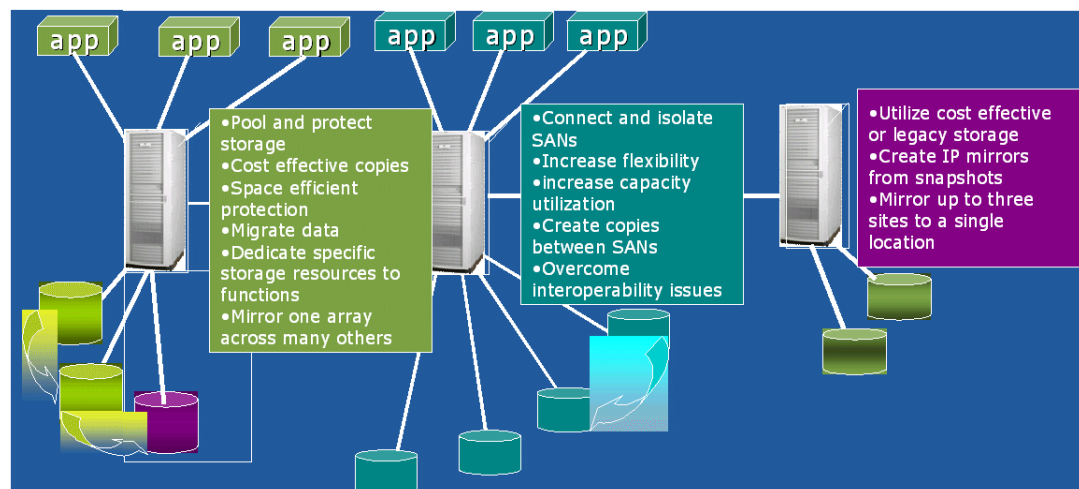 app
app
app
app
app
app
•Pool and protect
storage
•Cost effective copies
•Space efficient
protection
•Migrate data
•Dedicate specific
storage resources to
functions
•Mirror one array
across many others
•Connect and isolate
SANs
•Increase flexibility
•increase capacity
utilization
•Create copies
between SANs
•Overcome
interoperability issues
•Utilize cost effective
or legacy storage
•Create IP mirrors
from snapshots
•Mirror up to three
sites to a single
location